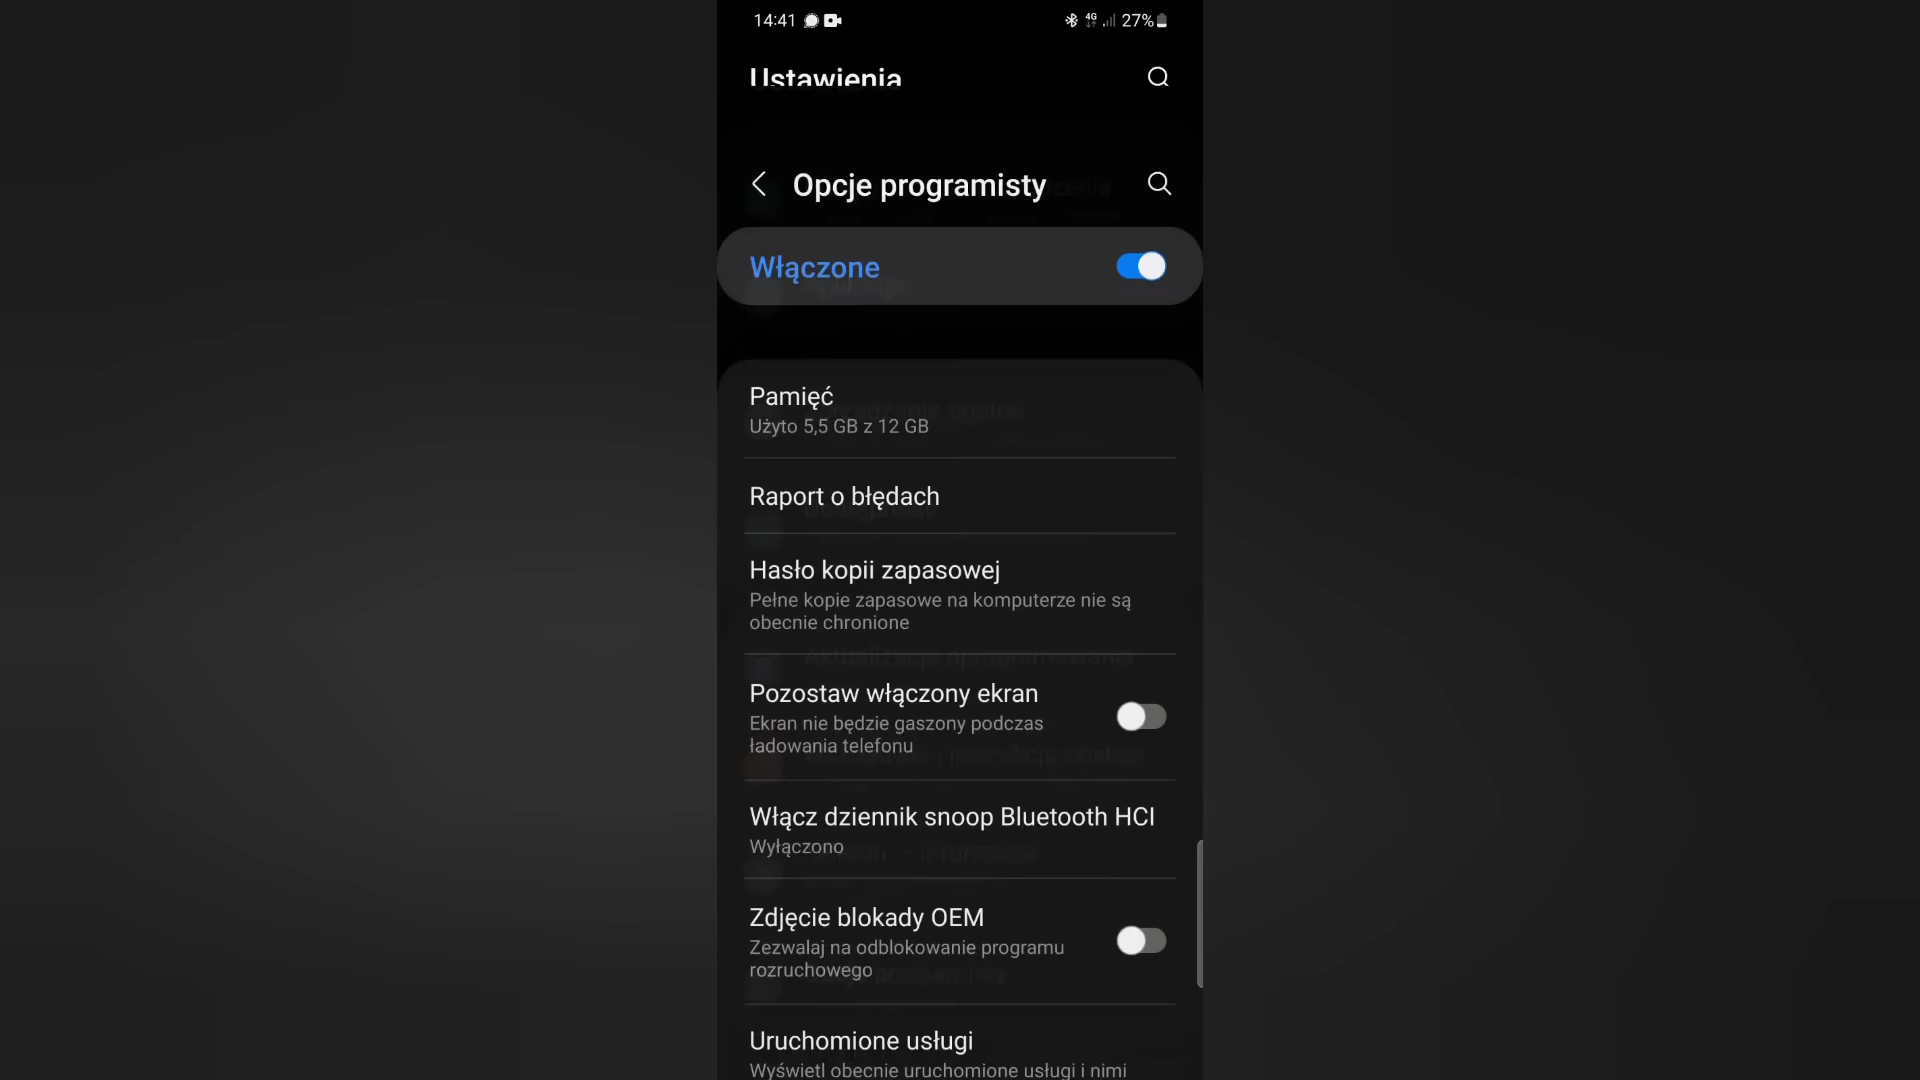 14:41 4G 27%
Ustawienia
Opcje programisty
Włączone
Pamięć
Użyto 5,5 GB z 12 GB
Raport o błędach
Hasło kopii zapasowej
Pełne kopie zapasowe na komputerze nie są
obecnie chronione
Pozostaw włączony ekran
Ekran nie będzie gaszony podczas
ładowania telefonu
Włącz dziennik snoop Bluetooth HCI
Wyłączono
Zdjęcie blokady OEM
Zezwalaj na odblokowanie programu
rozruchowego
Uruchomione usługi
Wyświetl obecnie uruchomione usługi i nimi